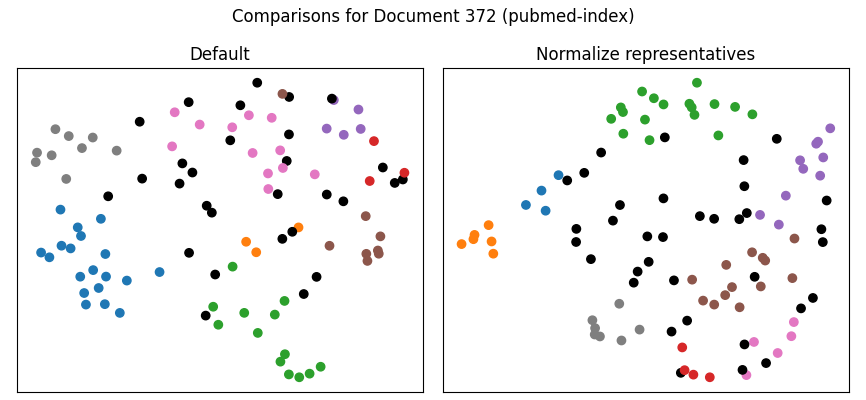 Comparisons for Document 372 (pubmed-index)
Default
Normalize representatives